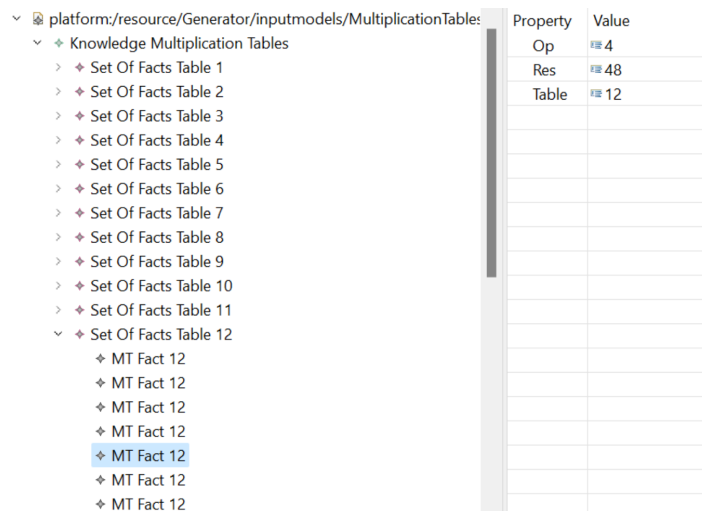 platform:/resource/Generator/inputmodels/MultiplicationTables
Knowledge Multiplication Tables
Set Of Facts Table 1
Set Of Facts Table 2
Set Of Facts Table 3
Set Of Facts Table 4
Set Of Facts Table 5
Set Of Facts Table 6
Set Of Facts Table 7
Set Of Facts Table 8
Set Of Facts Table 9
Set Of Facts Table 10
Set Of Facts Table 11
Set Of Facts Table 12
MT Fact 12
MT Fact 12
MT Fact 12
MT Fact 12
MT Fact 12
MT Fact 12
MT Fact 12
Property Value
Op 4
Res 48
Table 12